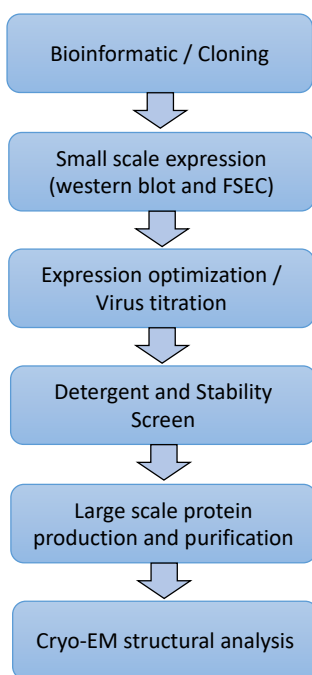 Bioinformatic / Cloning
Small scale expression
(western blot and FSEC)
Expression optimization /
Virus titration
Detergent and Stability
Screen
Large scale protein
production and purification
Cryo-EM structural analysis